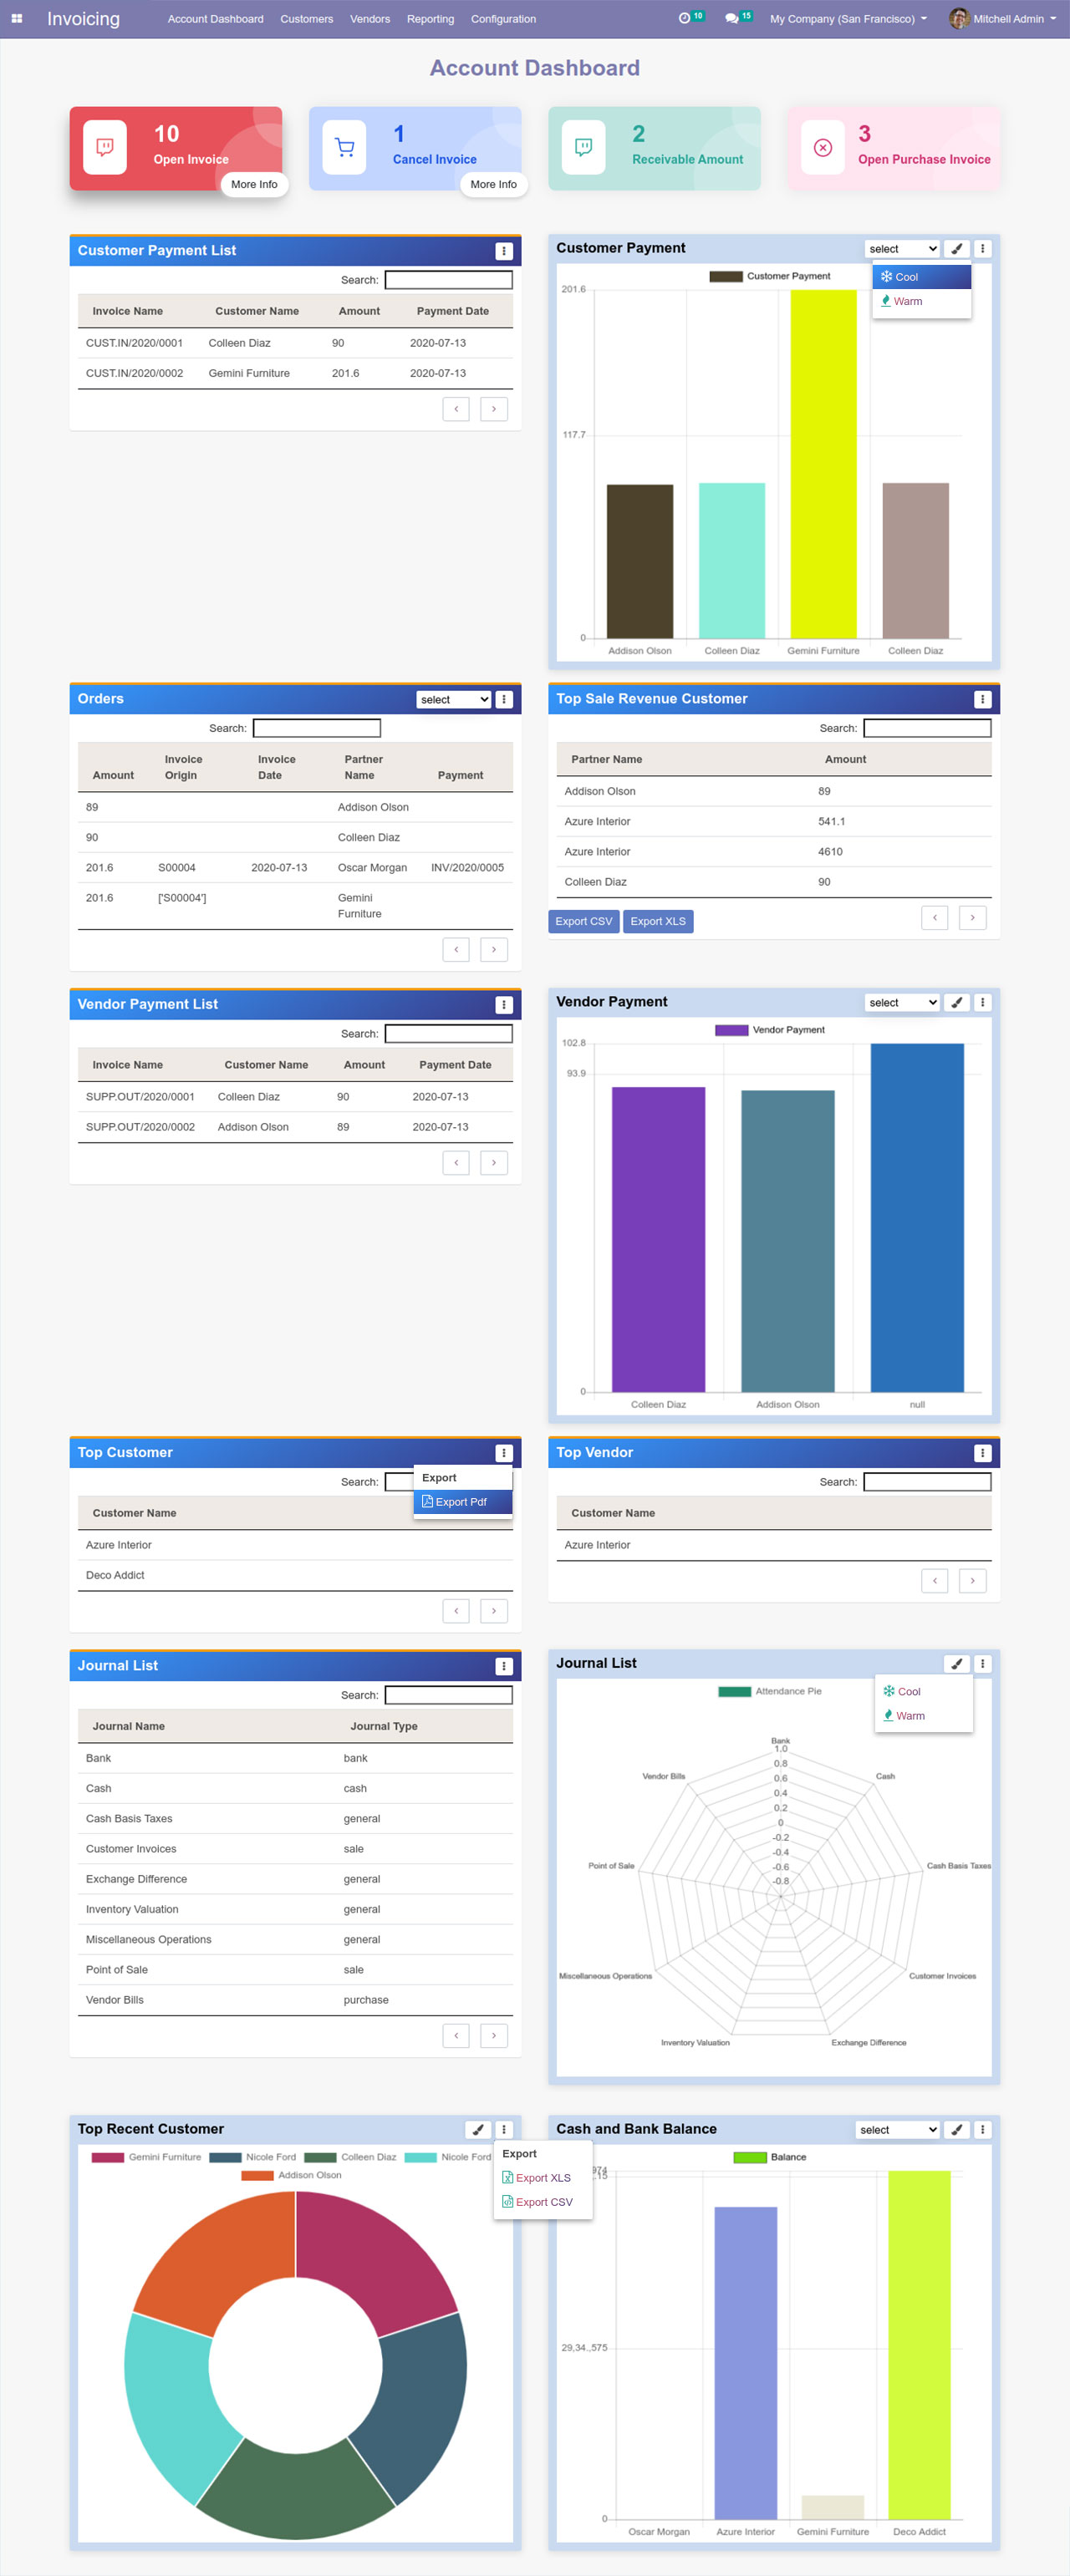 Invoicing Account Dashboard Customers Vendors Reporting Configuration 10 15 My Company (San Francisco) Mitchell Admin
Account Dashboard
10
Open Invoice
More Info
1
Cancel Invoice
More Info
2
Receivable Amount
3
Open Purchase Invoice
Customer Payment List
Search:
Invoice Name Customer Name Amount Payment Date
CUST.IN/2020/0001 Colleen Diaz 90 2020-07-13
CUST.IN/2020/0002 Gemini Furniture 201.6 2020-07-13
Customer Payment select
Cool
Warm
Customer Payment
201.6
117.7
0
Addison Olson Colleen Diaz Gemini Furniture Colleen Diaz
Orders select
Search:
Amount Invoice Origin Invoice Date Partner Name Payment
89 Addison Olson
90 Colleen Diaz
201.6 S00004 2020-07-13 Oscar Morgan INV/2020/0005
201.6 ['S00004'] Gemini Furniture
Top Sale Revenue Customer
Search:
Partner Name Amount
Addison Olson 89
Azure Interior 541.1
Azure Interior 4610
Colleen Diaz 90
Export CSV Export XLS
Vendor Payment List
Search:
Invoice Name Customer Name Amount Payment Date
SUPP.OUT/2020/0001 Colleen Diaz 90 2020-07-13
SUPP.OUT/2020/0002 Addison Olson 89 2020-07-13
Vendor Payment select
Vendor Payment
102.8
93.9
0
Colleen Diaz Addison Olson null
Top Customer
Search:
Export
Export Pdf
Customer Name
Azure Interior
Deco Addict
Top Vendor
Search:
Customer Name
Azure Interior
Journal List
Search:
Journal Name Journal Type
Bank bank
Cash cash
Cash Basis Taxes general
Customer Invoices sale
Exchange Difference general
Inventory Valuation general
Miscellaneous Operations general
Point of Sale sale
Vendor Bills purchase
Journal List
Cool
Warm
Attendance Pie
Bank
1.0
0.8
0.6
0.4
0.2
0
-0.2
-0.4
-0.6
-0.8
Vendor Bills Cash
Point of Sale Cash Basis Taxes
Miscellaneous Operations Customer Invoices
Inventory Valuation Exchange Difference
Top Recent Customer
Gemini Furniture Nicole Ford Colleen Diaz Nicole Ford
Addison Olson
Export
Export XLS
Export CSV
Cash and Bank Balance select
Balance
974
.15
29,34.,575
0
Oscar Morgan Azure Interior Gemini Furniture Deco Addict